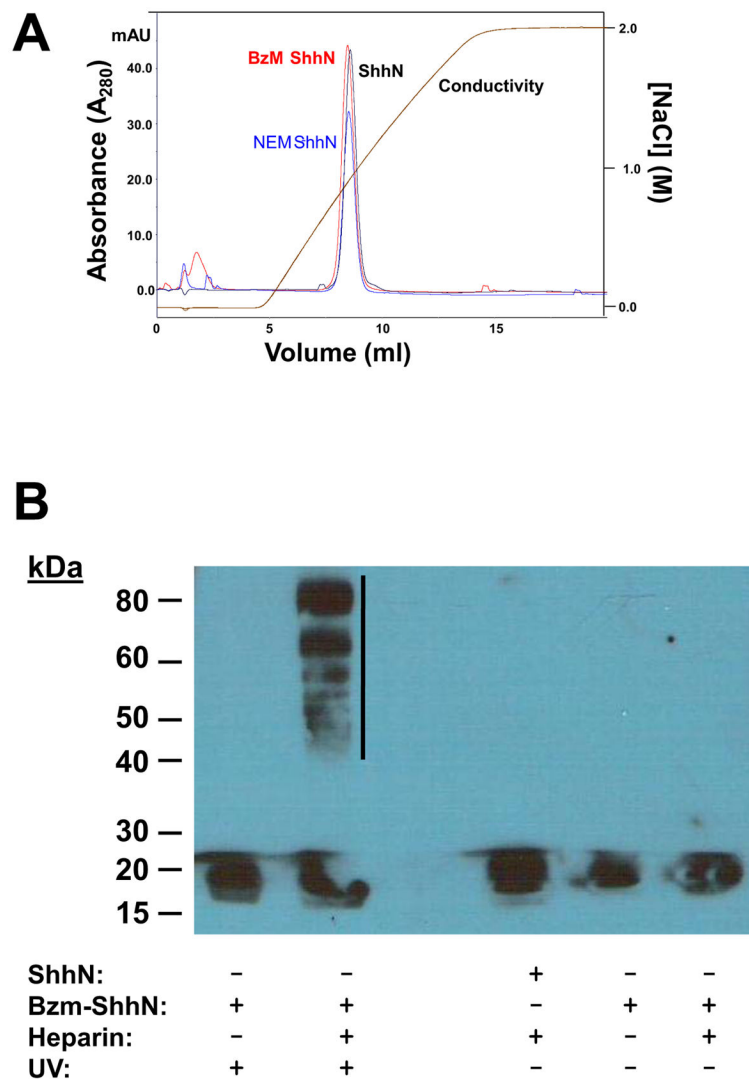 A
mAU
BzM ShhN
ShhN
NEM ShhN
Conductivity
Absorbance (A280)
40.0
30.0
20.0
10.0
0.0
2.0
1.0
0.0
[NaCl] (M)
0 5 10 15
Volume (ml)
B
kDa
80
60
50
40
30
20
15
ShhN: – – + – –
Bzm-ShhN: + + – + +
Heparin: – + + – +
UV: + + – – –